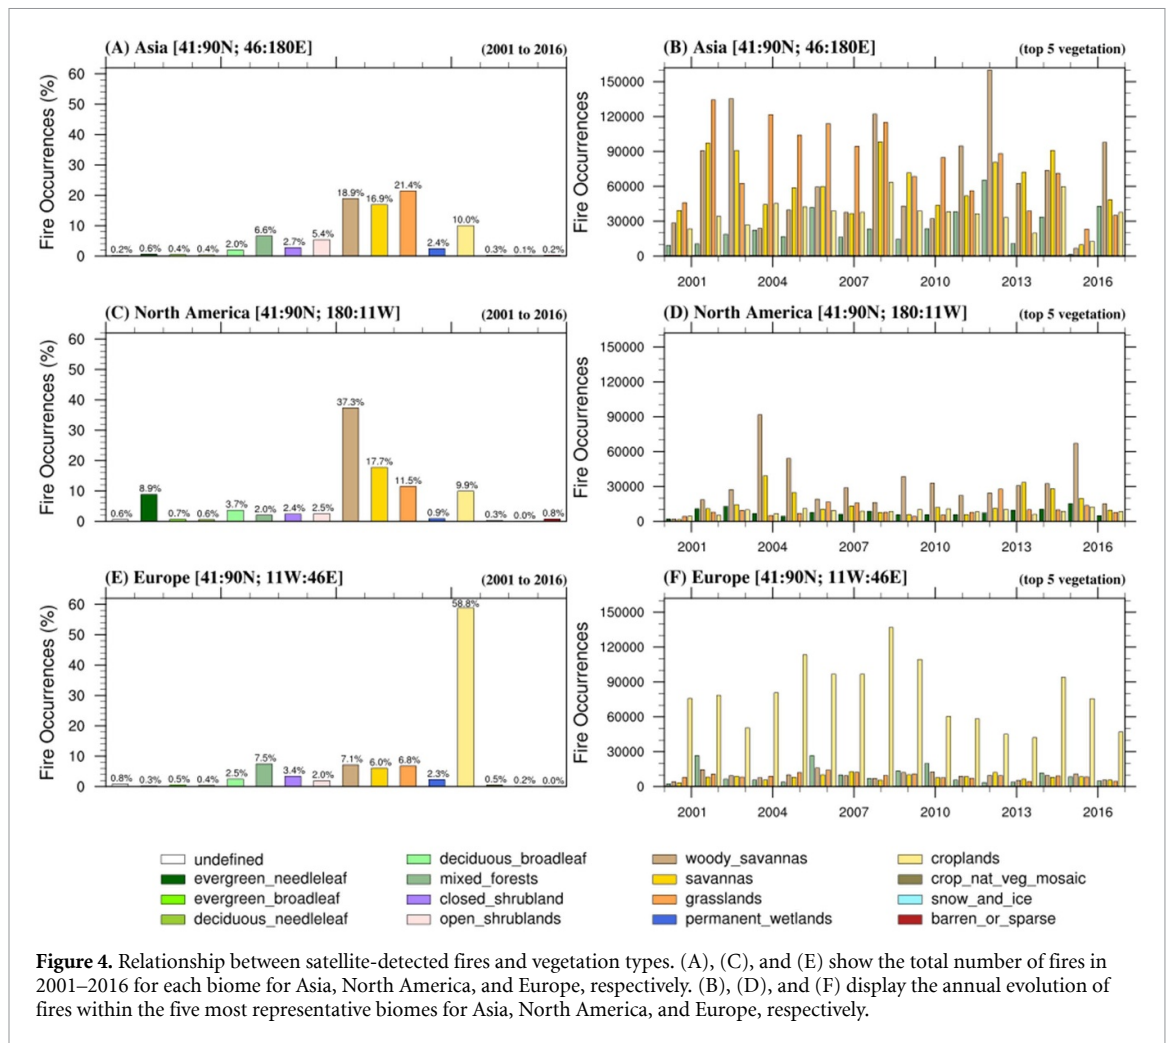 (A) Asia [41:90N; 46:180E] (2001 to 2016)
Fire Occurrences (%)
60
50
40
30
20
10
0
0.2% 0.6% 0.4% 0.4% 2.0% 6.6% 2.7% 5.4% 18.9% 16.9% 21.4% 2.4% 10.0% 0.3% 0.1% 0.2%
(B) Asia [41:90N; 46:180E] (top 5 vegetation)
Fire Occurrences
150000
120000
90000
60000
30000
0
2001 2004 2007 2010 2013 2016
(C) North America [41:90N; 180:11W] (2001 to 2016)
Fire Occurrences (%)
60
50
40
30
20
10
0
0.6% 8.9% 0.7% 0.6% 3.7% 2.0% 2.4% 2.5% 37.3% 17.7% 11.5% 0.9% 9.9% 0.3% 0.0% 0.8%
(D) North America [41:90N; 180:11W] (top 5 vegetation)
Fire Occurrences
150000
120000
90000
60000
30000
0
2001 2004 2007 2010 2013 2016
(E) Europe [41:90N; 11W:46E] (2001 to 2016)
Fire Occurrences (%)
60
50
40
30
20
10
0
0.8% 0.3% 0.5% 0.4% 2.5% 7.5% 3.4% 2.0% 7.1% 6.0% 6.8% 2.3% 58.8% 0.5% 0.2% 0.0%
(F) Europe [41:90N; 11W:46E] (top 5 vegetation)
Fire Occurrences
150000
120000
90000
60000
30000
0
2001 2004 2007 2010 2013 2016
undefined
evergreen_needleleaf
evergreen_broadleaf
deciduous_needleleaf
deciduous_broadleaf
mixed_forests
closed_shrubland
open_shrublands
woody_savannas
savannas
grasslands
permanent_wetlands
croplands
crop_nat_veg_mosaic
snow_and_ice
barren_or_sparse
Figure 4. Relationship between satellite-detected fires and vegetation types. (A), (C), and (E) show the total number of fires in
2001–2016 for each biome for Asia, North America, and Europe, respectively. (B), (D), and (F) display the annual evolution of
fires within the five most representative biomes for Asia, North America, and Europe, respectively.